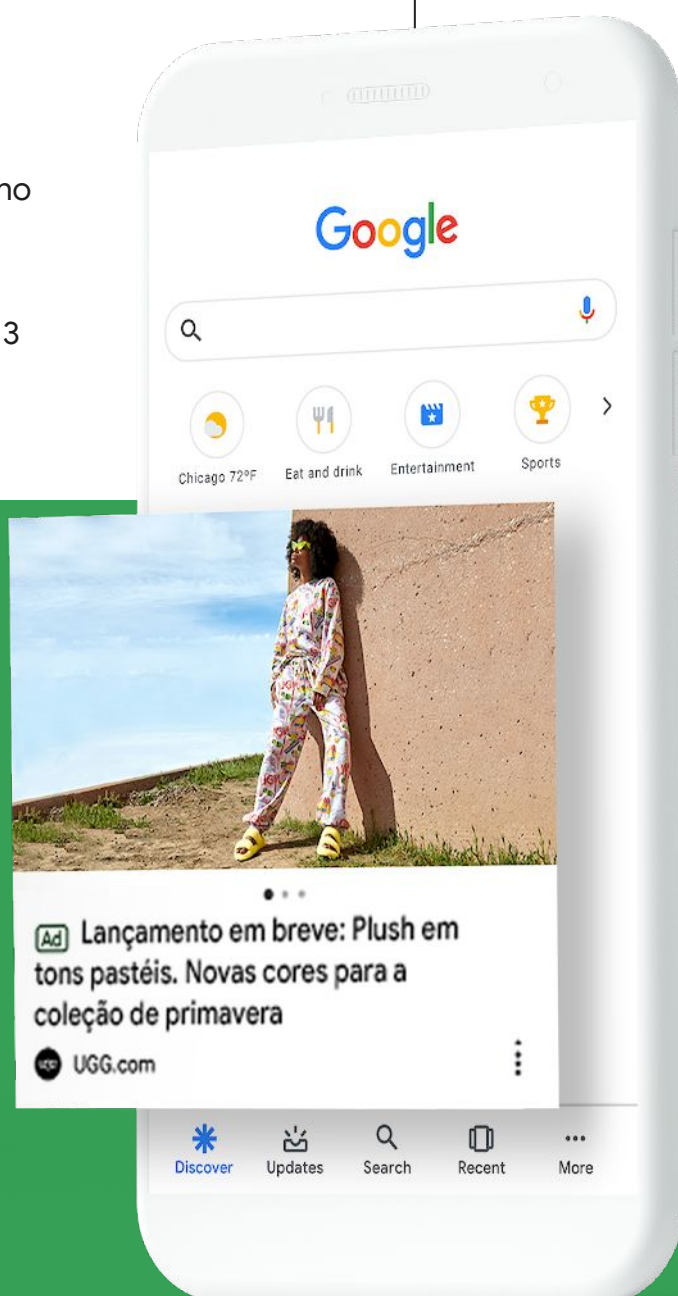 no
3
Google
Chicago 72°F
Eat and drink
Entertainment
Sports
Ad Lançamento em breve: Plush em
tons pastéis. Novas cores para a
coleção de primavera
UGG.com
Discover
Updates
Search
Recent
More